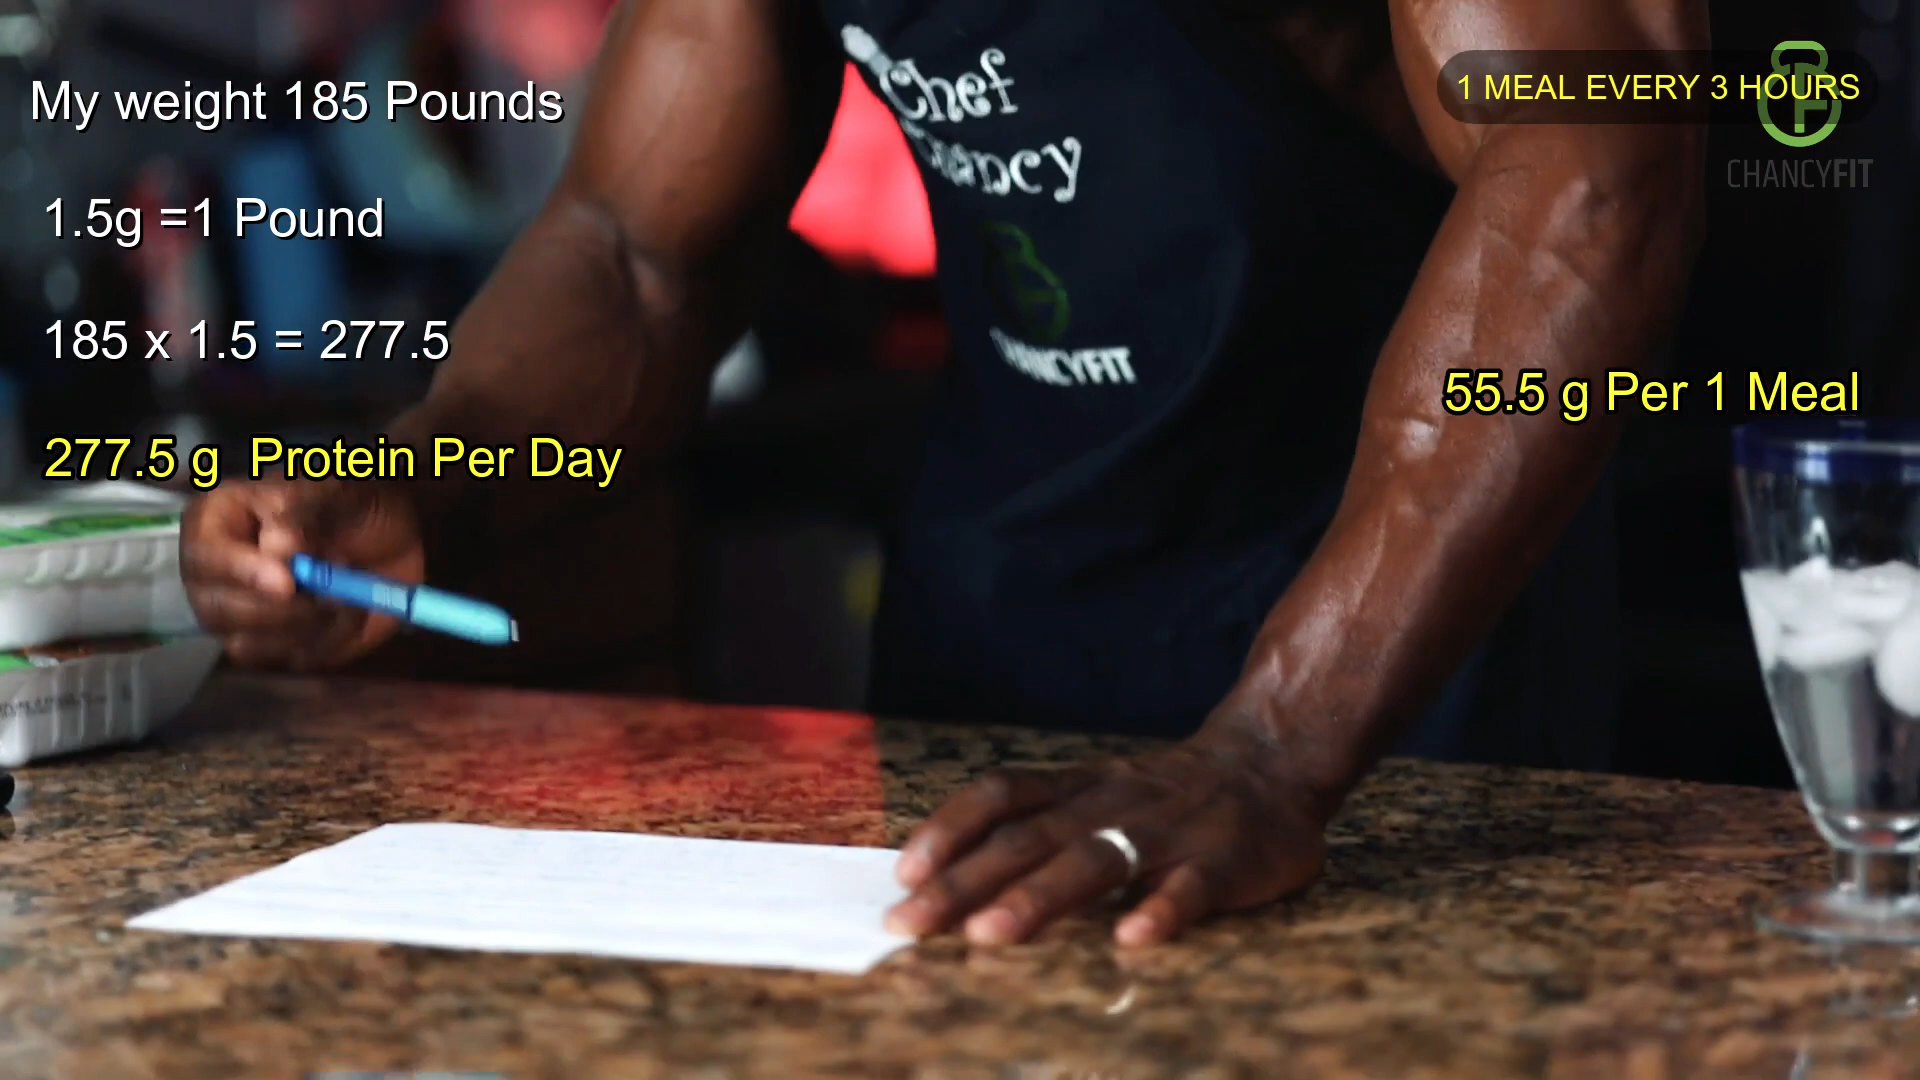 My weight 185 Pounds
1.5g =1 Pound
185 x 1.5 = 277.5
277.5 g  Protein Per Day
Chef
Chancy
CHANCYFIT
1 MEAL EVERY 3 HOURS
CHANCYFIT
55.5 g Per 1 Meal